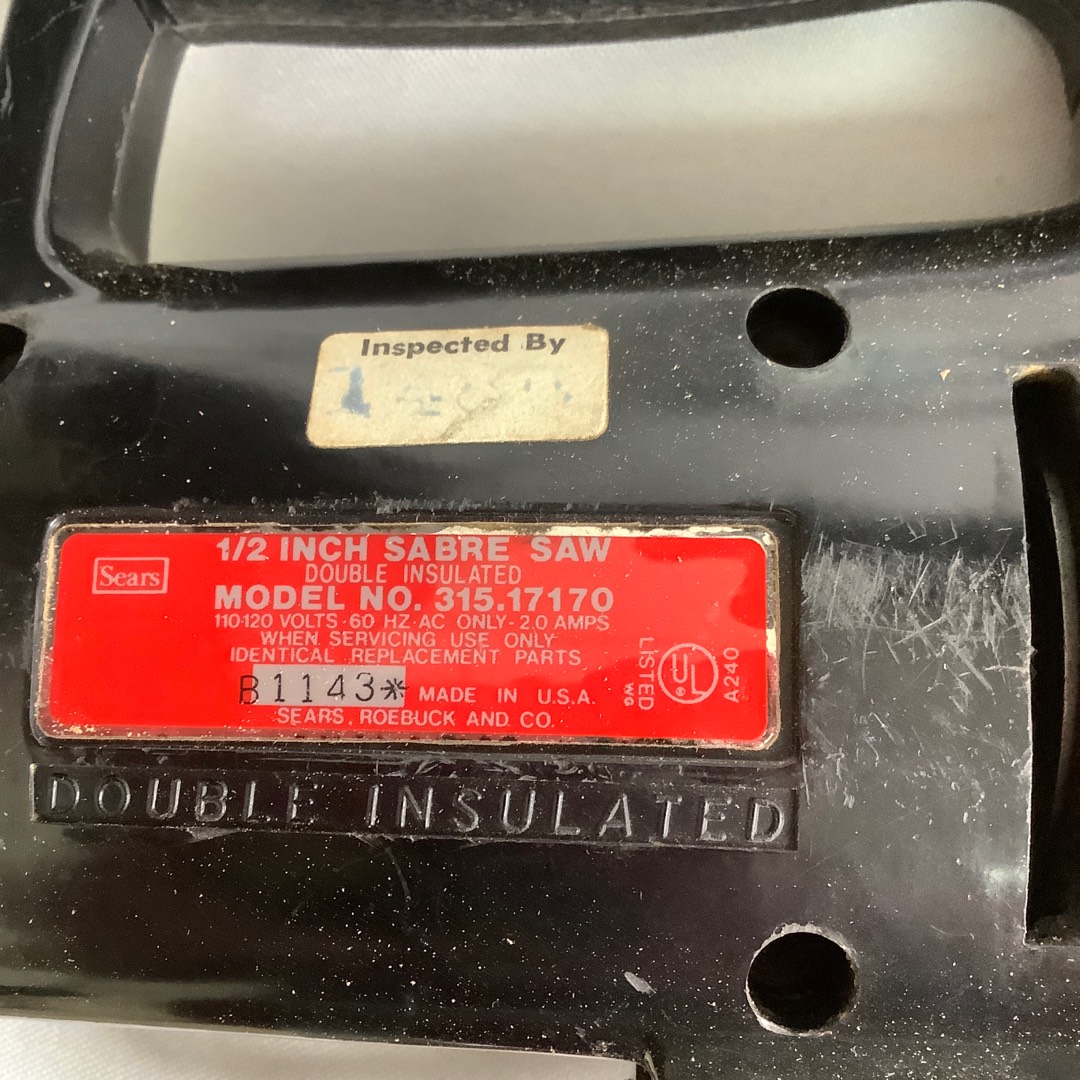 Inspected By
Sears
1/2 INCH SABRE SAW
DOUBLE INSULATED
MODEL NO. 315.17170
110-120 VOLTS - 60 HZ - AC ONLY - 2.0 AMPS
WHEN SERVICING USE ONLY
IDENTICAL REPLACEMENT PARTS
B1143* MADE IN U.S.A.
SEARS, ROEBUCK AND CO.
LISTED
WG
UL
®
A240
DOUBLE INSULATED